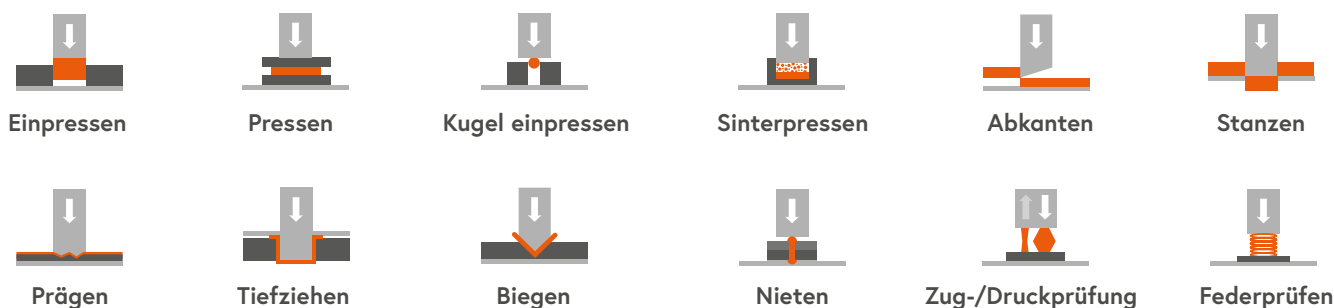 Einpressen
Pressen
Kugel einpressen
Sinterpressen
Abkanten
Stanzen
Prägen
Tiefziehen
Biegen
Nieten
Zug-/Druckprüfung
Federprüfen